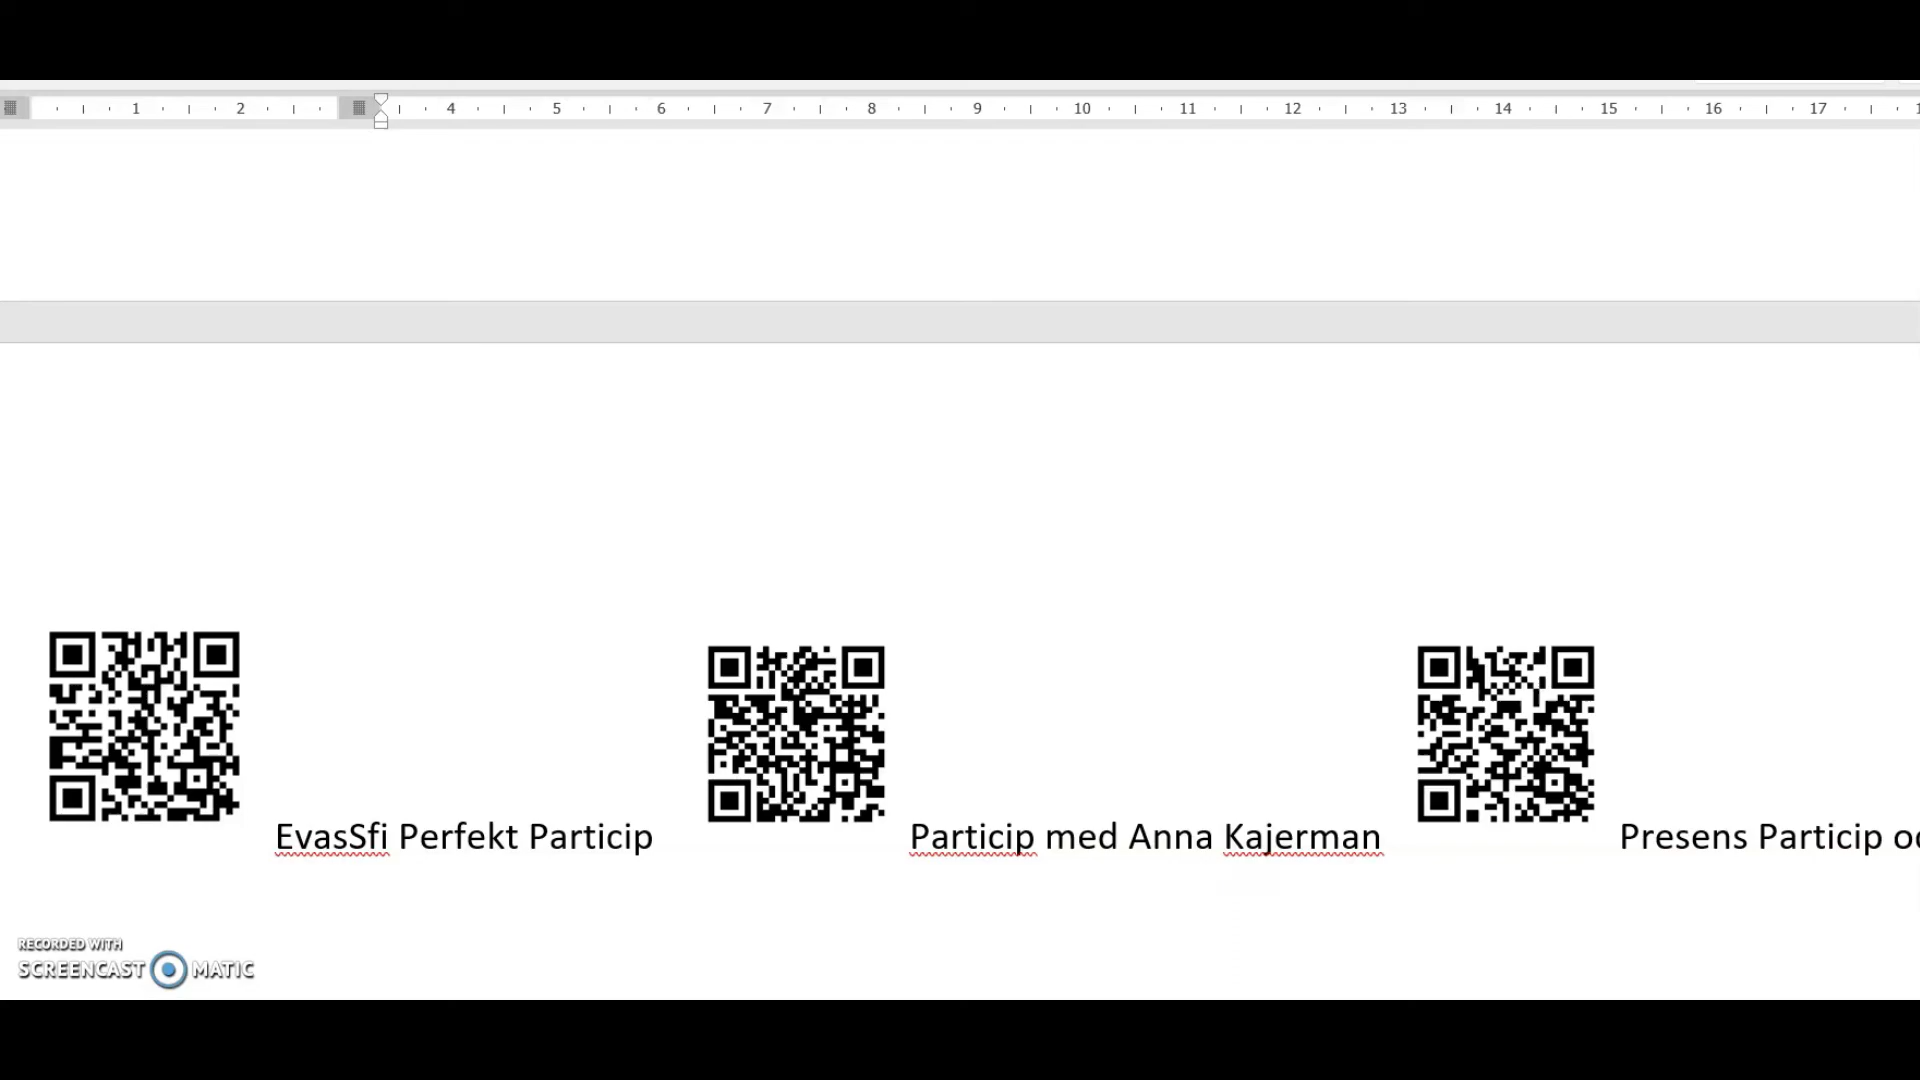 1 2 4 5 6 7 8 9 10 11 12 13 14 15 16 17
EvasSfi Perfekt Particip
Particip med Anna Kajerman
Presens Particip
RECORDED WITH
SCREENCAST MATIC